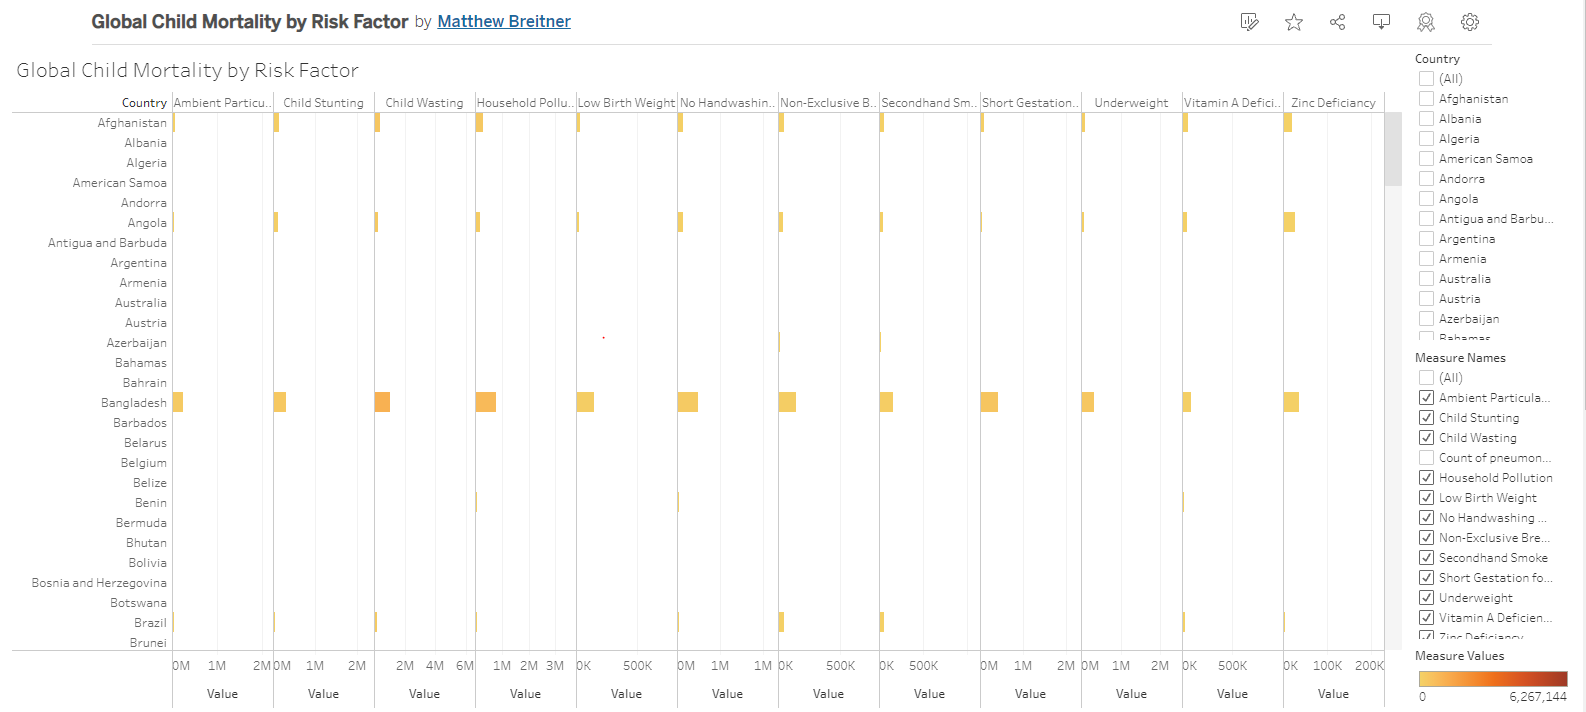 Global Child Mortality by Risk Factor by Matthew Breitner
Global Child Mortality by Risk Factor
Country Ambient Particu.. Child Stunting Child Wasting Household Pollu.. Low Birth Weight No Handwashin.. Non-Exclusive B.. Secondhand Sm.. Short Gestation.. Underweight Vitamin A Defici.. Zinc Deficiancy
Afghanistan
Albania
Algeria
American Samoa
Andorra
Angola
Antigua and Barbuda
Argentina
Armenia
Australia
Austria
Azerbaijan
Bahamas
Bahrain
Bangladesh
Barbados
Belarus
Belgium
Belize
Benin
Bermuda
Bhutan
Bolivia
Bosnia and Herzegovina
Botswana
Brazil
Brunei
0M 1M 2M 0M 1M 2M 2M 4M 6M 1M 2M 3M 0K 500K 0M 1M 1M 0K 500K 0K 500K 0M 1M 2M 0M 1M 2M 0K 500K 0K 100K 200K
Value Value Value Value Value Value Value Value Value Value Value Value
Country
(All)
Afghanistan
Albania
Algeria
American Samoa
Andorra
Angola
Antigua and Barbu...
Argentina
Armenia
Australia
Austria
Azerbaijan
Bahamas
Measure Names
(All)
Ambient Particula...
Child Stunting
Child Wasting
Count of pneumon...
Household Pollution
Low Birth Weight
No Handwashing ...
Non-Exclusive Bre...
Secondhand Smoke
Short Gestation fo...
Underweight
Vitamin A Deficien...
Zinc Deficiancy
Measure Values
0 6,267,144